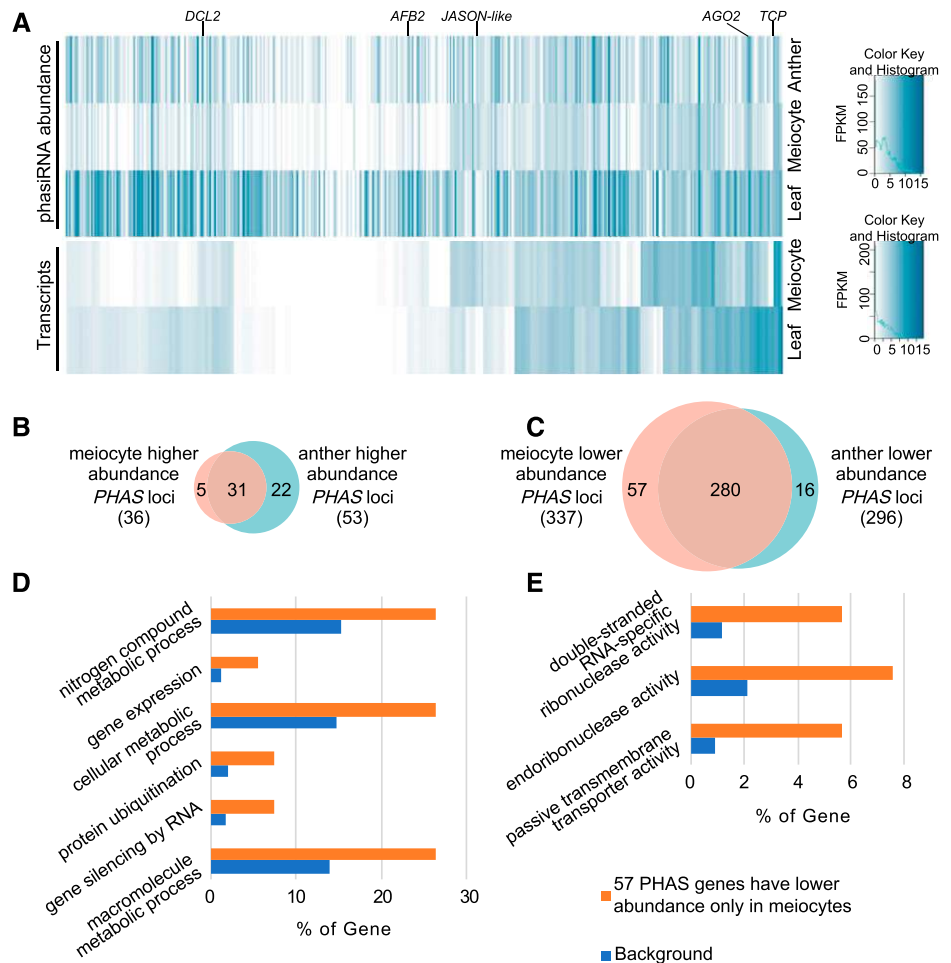 A
DCL2
AFB2
JASON-like
AGO2
TCP
phasiRNA abundance
Transcripts
Anther
Meiocyte
Leaf
Meiocyte
Leaf
Color Key
and Histogram
FPKM
0 50 100 150
0 5 10 15
Color Key
and Histogram
FPKM
0 100 200
0 5 10 15
B
meiocyte higher
abundance
PHAS loci
(36)
5
31
22
anther higher
abundance
PHAS loci
(53)
C
meiocyte lower
abundance
PHAS loci
(337)
57
280
16
anther lower
abundance
PHAS loci
(296)
D
nitrogen compound
metabolic process
gene expression
cellular metabolic
process
protein ubiquitination
gene silencing by RNA
macromolecule
metabolic process
0 10 20 30
% of Gene
E
double-stranded
RNA-specific
ribonuclease activity
endoribonuclease activity
passive transmembrane
transporter activity
0 2 4 6 8
% of Gene
57 PHAS genes have lower
abundance only in meiocytes
Background